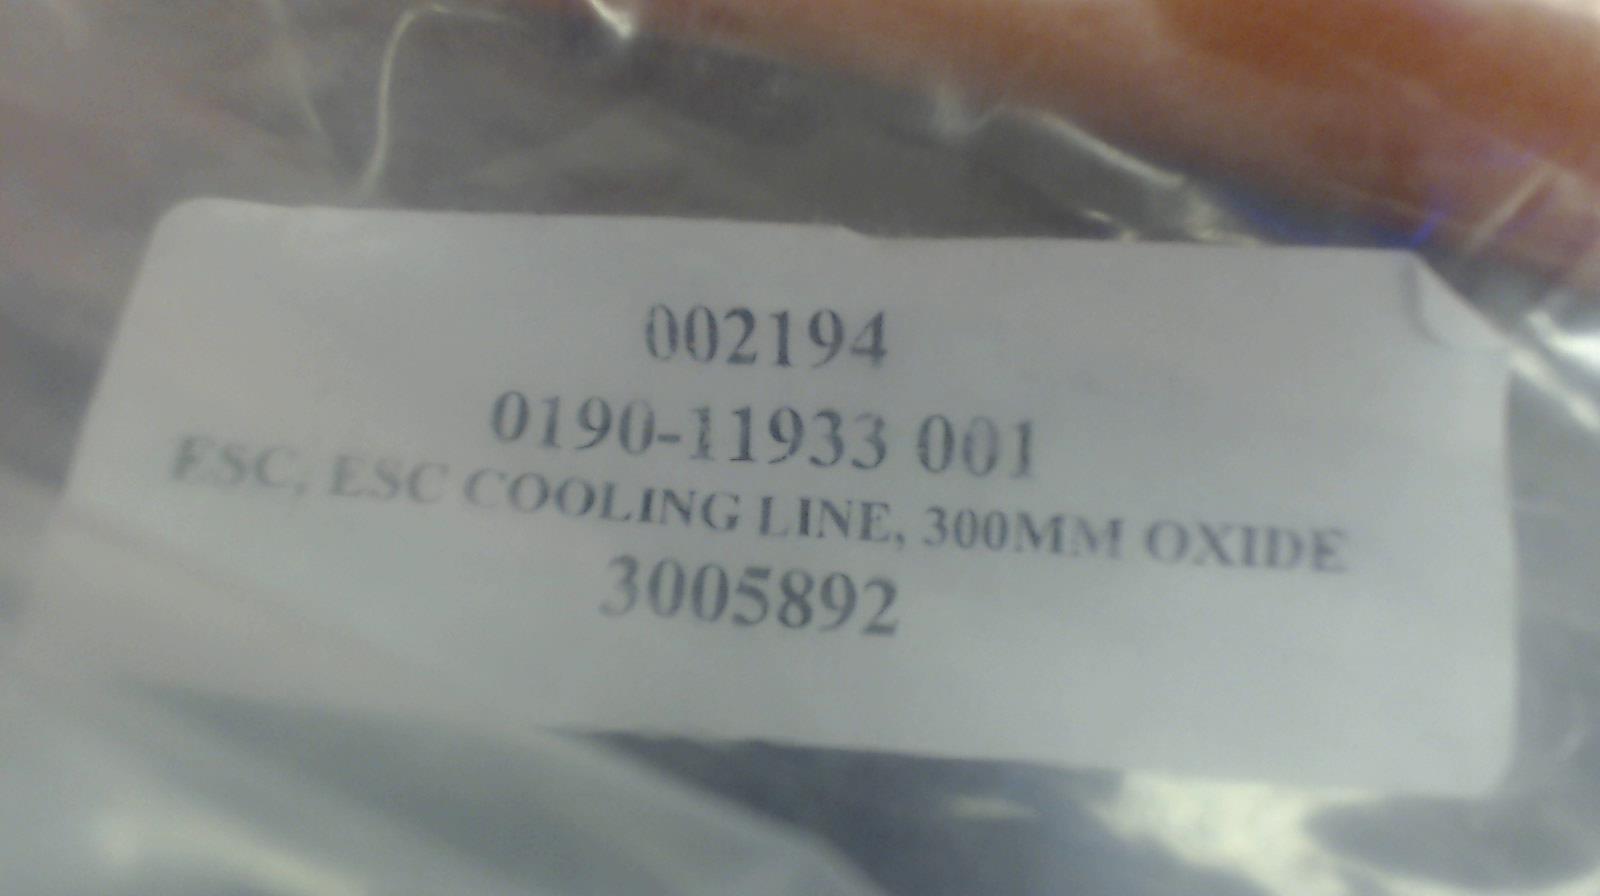 002194
0190-11933 001
ESC, ESC COOLING LINE, 300MM OXIDE
3005892